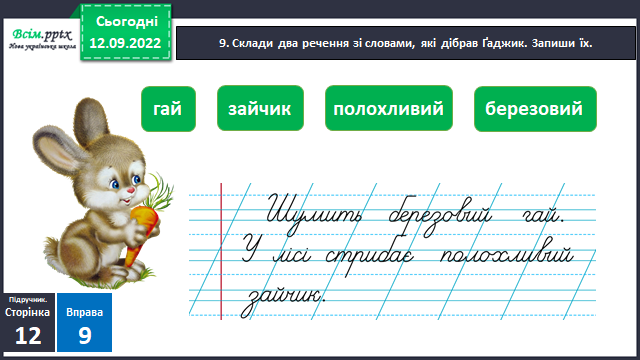 Всім.pptx
Нова українська школа
Сьогодні
12.09.2022
9. Склади два речення зі словами, які дібрав Ґаджик. Запиши їх.
гай
зайчик
полохливий
березовий
Шумить березовий гай.
У лісі стрибає полохливий
зайчик.
Підручник.
Сторінка
12
Вправа
9